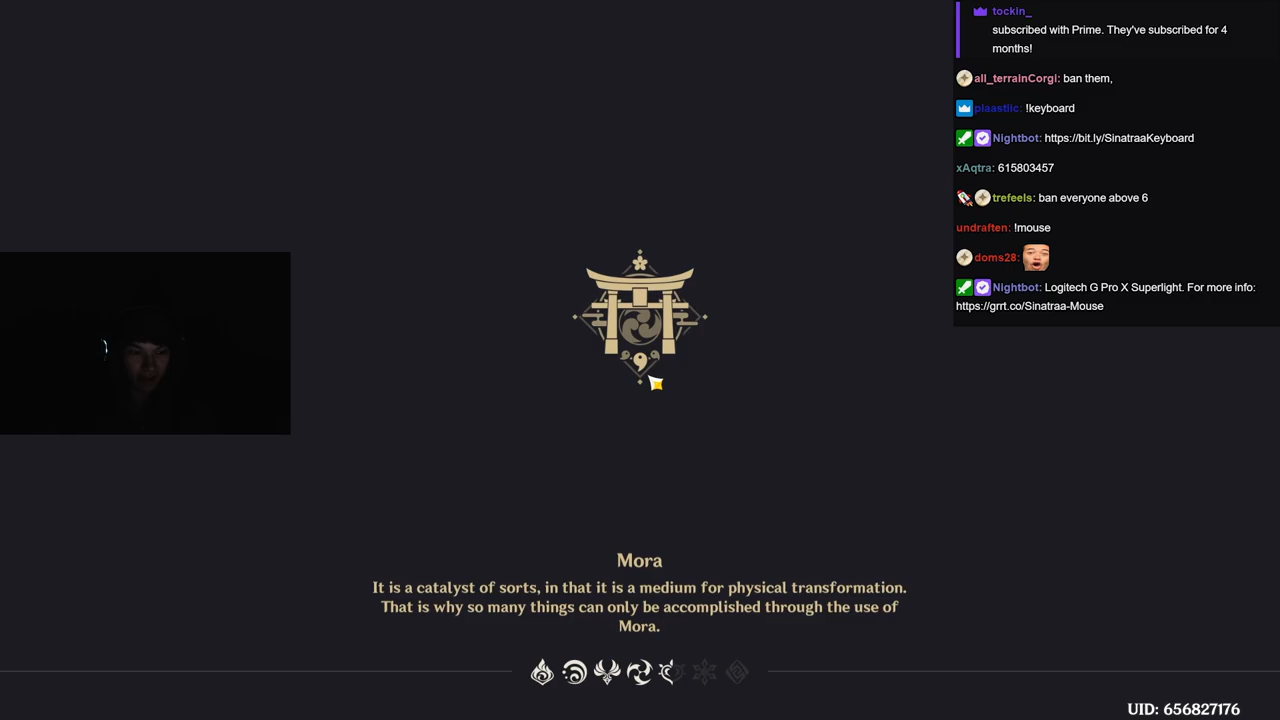 tockin_
subscribed with Prime. They've subscribed for 4
months!
all_terrainCorgi: ban them,
piaastlic: !keyboard
Nightbot: https://bit.ly/SinatraaKeyboard
xAqtra: 615803457
trefeels: ban everyone above 6
undraften: !mouse
doms28:
Nightbot: Logitech G Pro X Superlight. For more info:
https://grrt.co/Sinatraa-Mouse
Mora
It is a catalyst of sorts, in that it is a medium for physical transformation.
That is why so many things can only be accomplished through the use of
Mora.
UID: 656827176